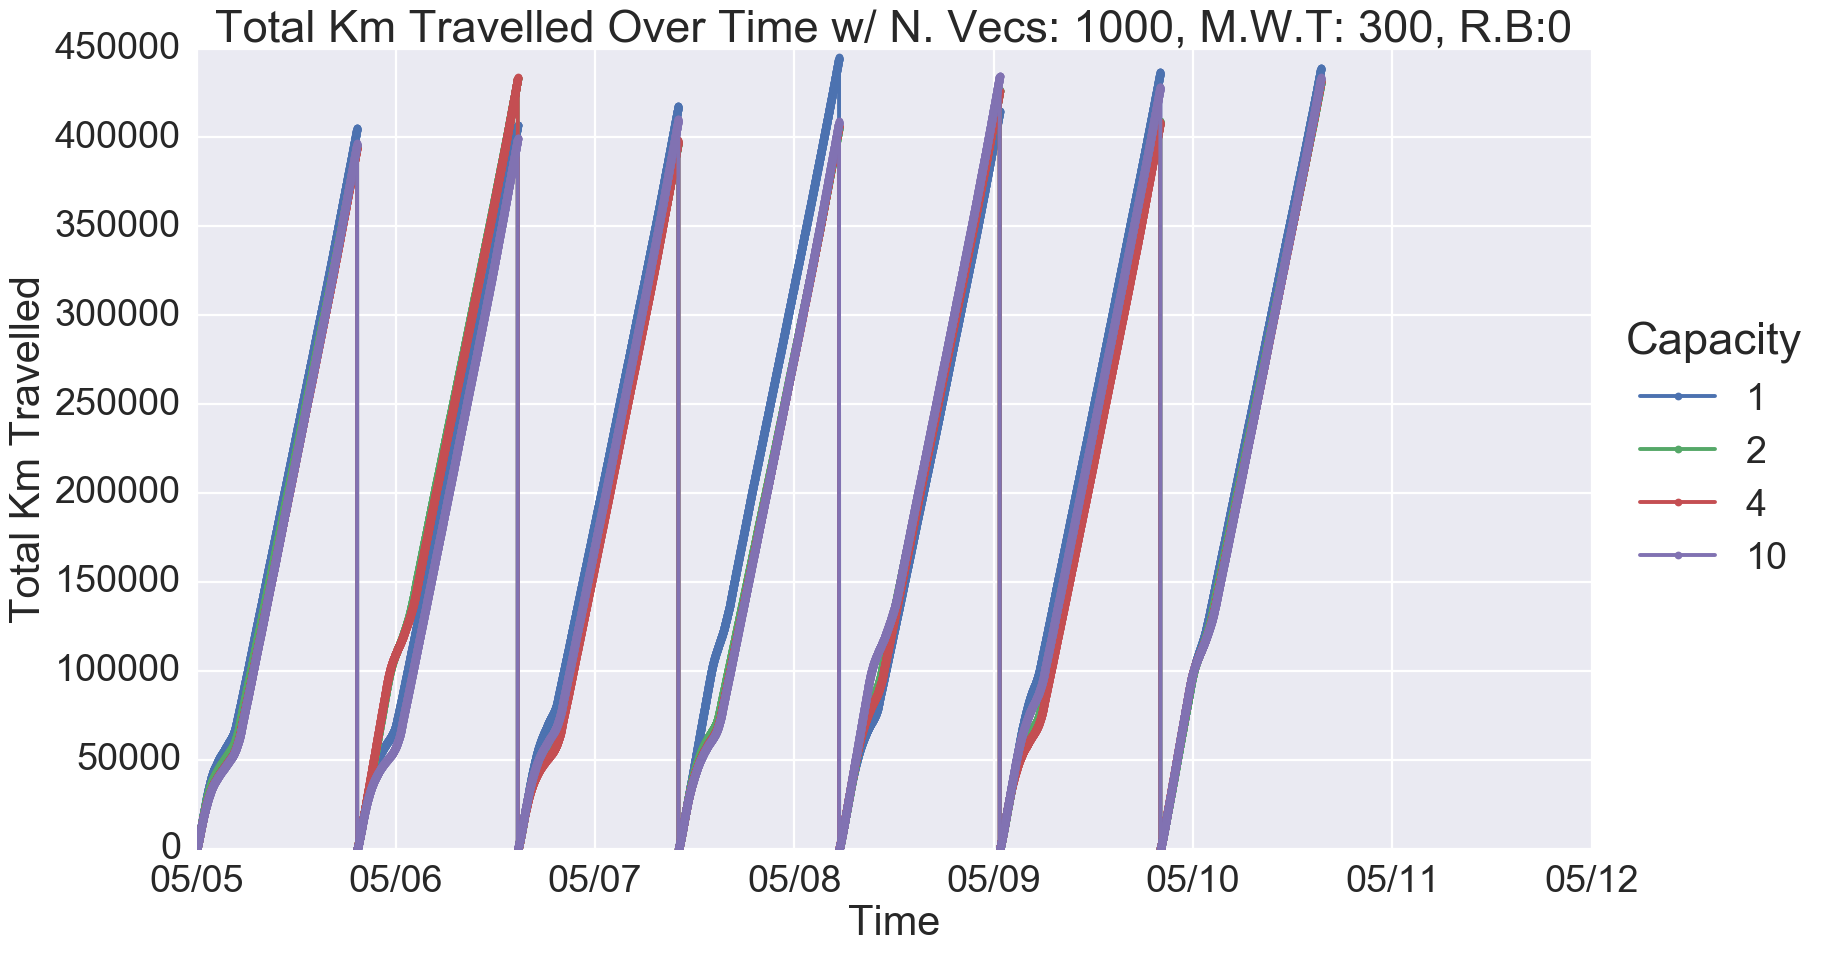 Total Km Travelled Over Time w/ N. Vecs: 1000, M.W.T: 300, R.B:0
Total Km Travelled
450000
400000
350000
300000
250000
200000
150000
100000
50000
0
05/05 05/06 05/07 05/08 05/09 05/10 05/11 05/12
Time
Capacity
1
2
4
10